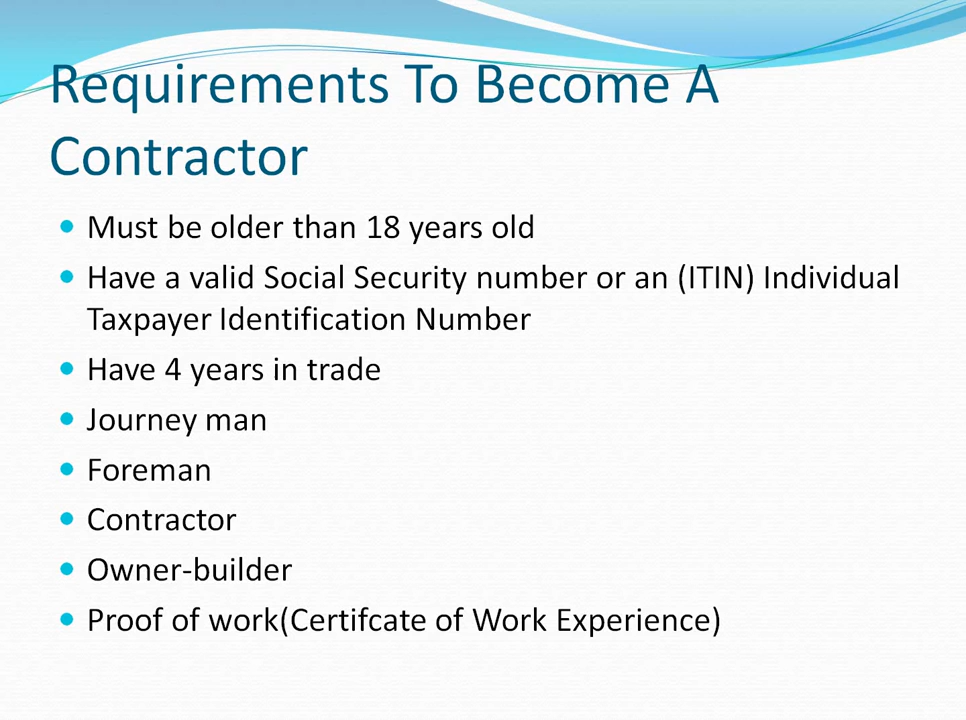 Requirements To Become A
Contractor
• Must be older than 18 years old
• Have a valid Social Security number or an (ITIN) Individual
Taxpayer Identification Number
• Have 4 years in trade
• Journey man
• Foreman
• Contractor
• Owner-builder
• Proof of work(Certifcate of Work Experience)